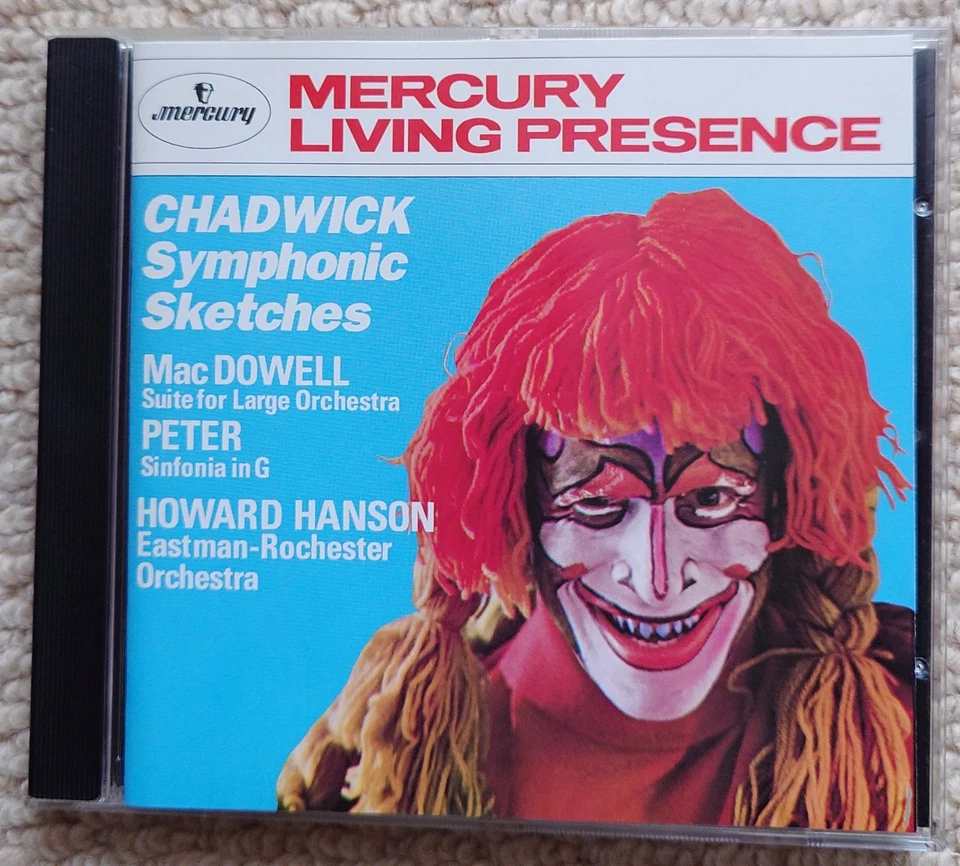 mercury
MERCURY
LIVING PRESENCE
CHADWICK
Symphonic
Sketches
Mac DOWELL
Suite for Large Orchestra
PETER
Sinfonia in G
HOWARD HANSON
Eastman-Rochester
Orchestra